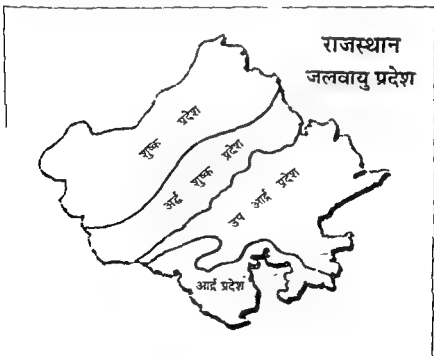 राजस्थान
जलवायु प्रदेश
शुष्क प्रदेश
अर्द्ध शुष्क प्रदेश
उप आर्द्र प्रदेश
आर्द्र प्रदेश